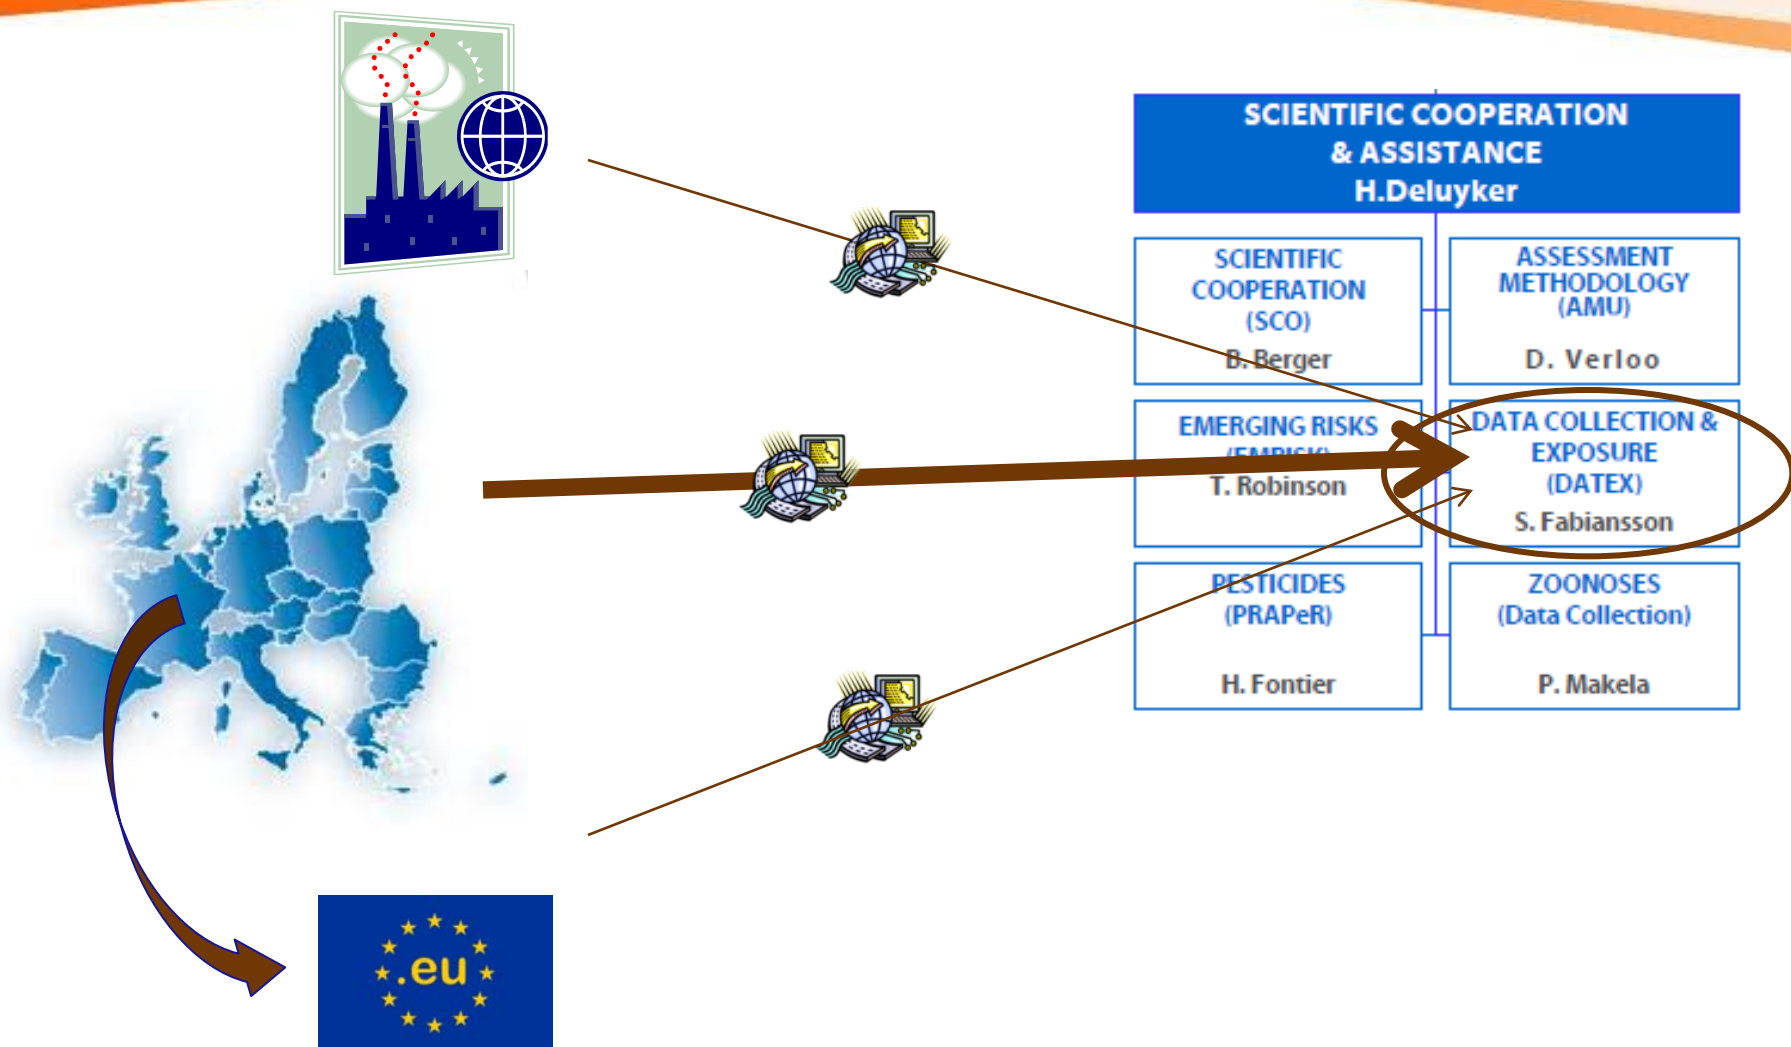 SCIENTIFIC COOPERATION
& ASSISTANCE
H.Deluyker
SCIENTIFIC
COOPERATION
(SCO)
B. Berger
ASSESSMENT
METHODOLOGY
(AMU)
D. Verloo
EMERGING RISKS
(EMRISK)
T. Robinson
DATA COLLECTION &
EXPOSURE
(DATEX)
S. Fabiansson
PESTICIDES
(PRAPeR)
H. Fontier
ZOONOSES
(Data Collection)
P. Makela
.eu